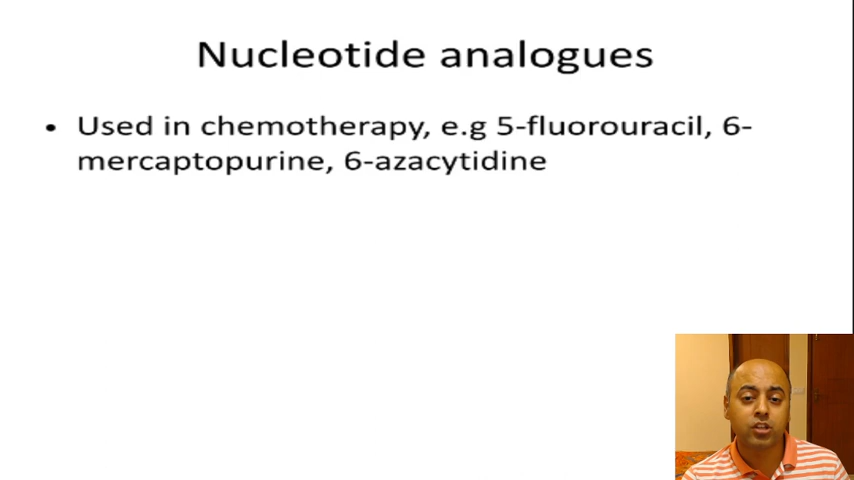 Nucleotide analogues
• Used in chemotherapy, e.g 5-fluorouracil, 6-
mercaptopurine, 6-azacytidine